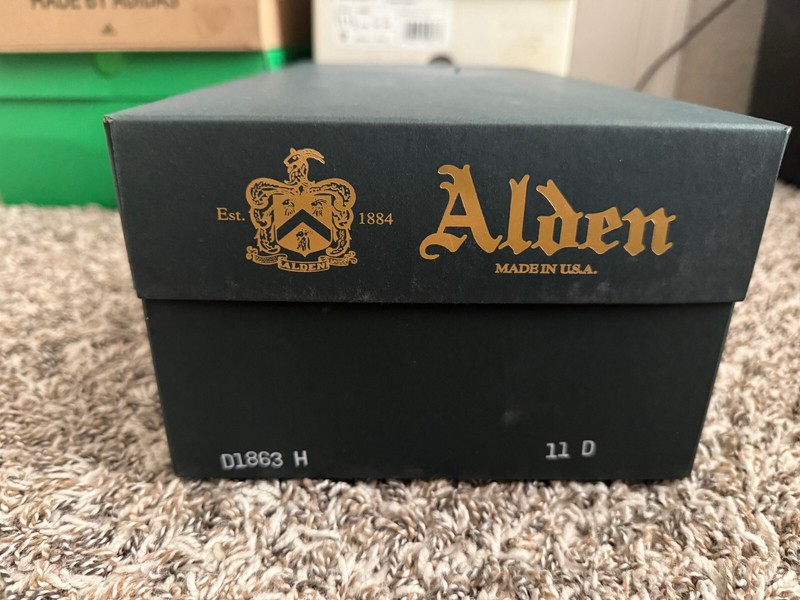 MADE BY ADIDAS
Est.
1884
ALDEN
Alden
MADE IN U.S.A.
D1863 H
11 D